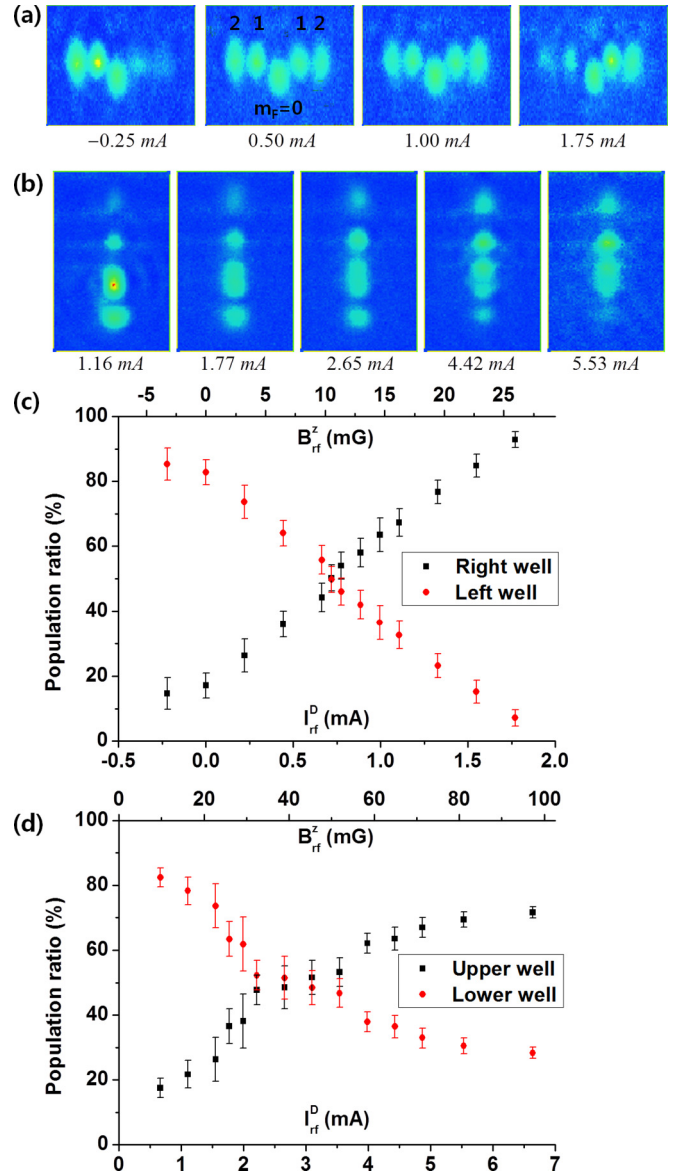 (a)
2 1 1 2
m_F=0
−0.25 mA 0.50 mA 1.00 mA 1.75 mA
(b)
1.16 mA 1.77 mA 2.65 mA 4.42 mA 5.53 mA
(c)
-5 0 5 10 15 20 25
B_rf^z (mG)
100
80
60
40
20
0
Population ratio (%)
Right well
Left well
I_rf^D (mA)
-0.5 0.0 0.5 1.0 1.5 2.0
(d)
0 20 40 60 80 100
B_rf^z (mG)
100
80
60
40
20
0
Population ratio (%)
Upper well
Lower well
I_rf^D (mA)
0 1 2 3 4 5 6 7